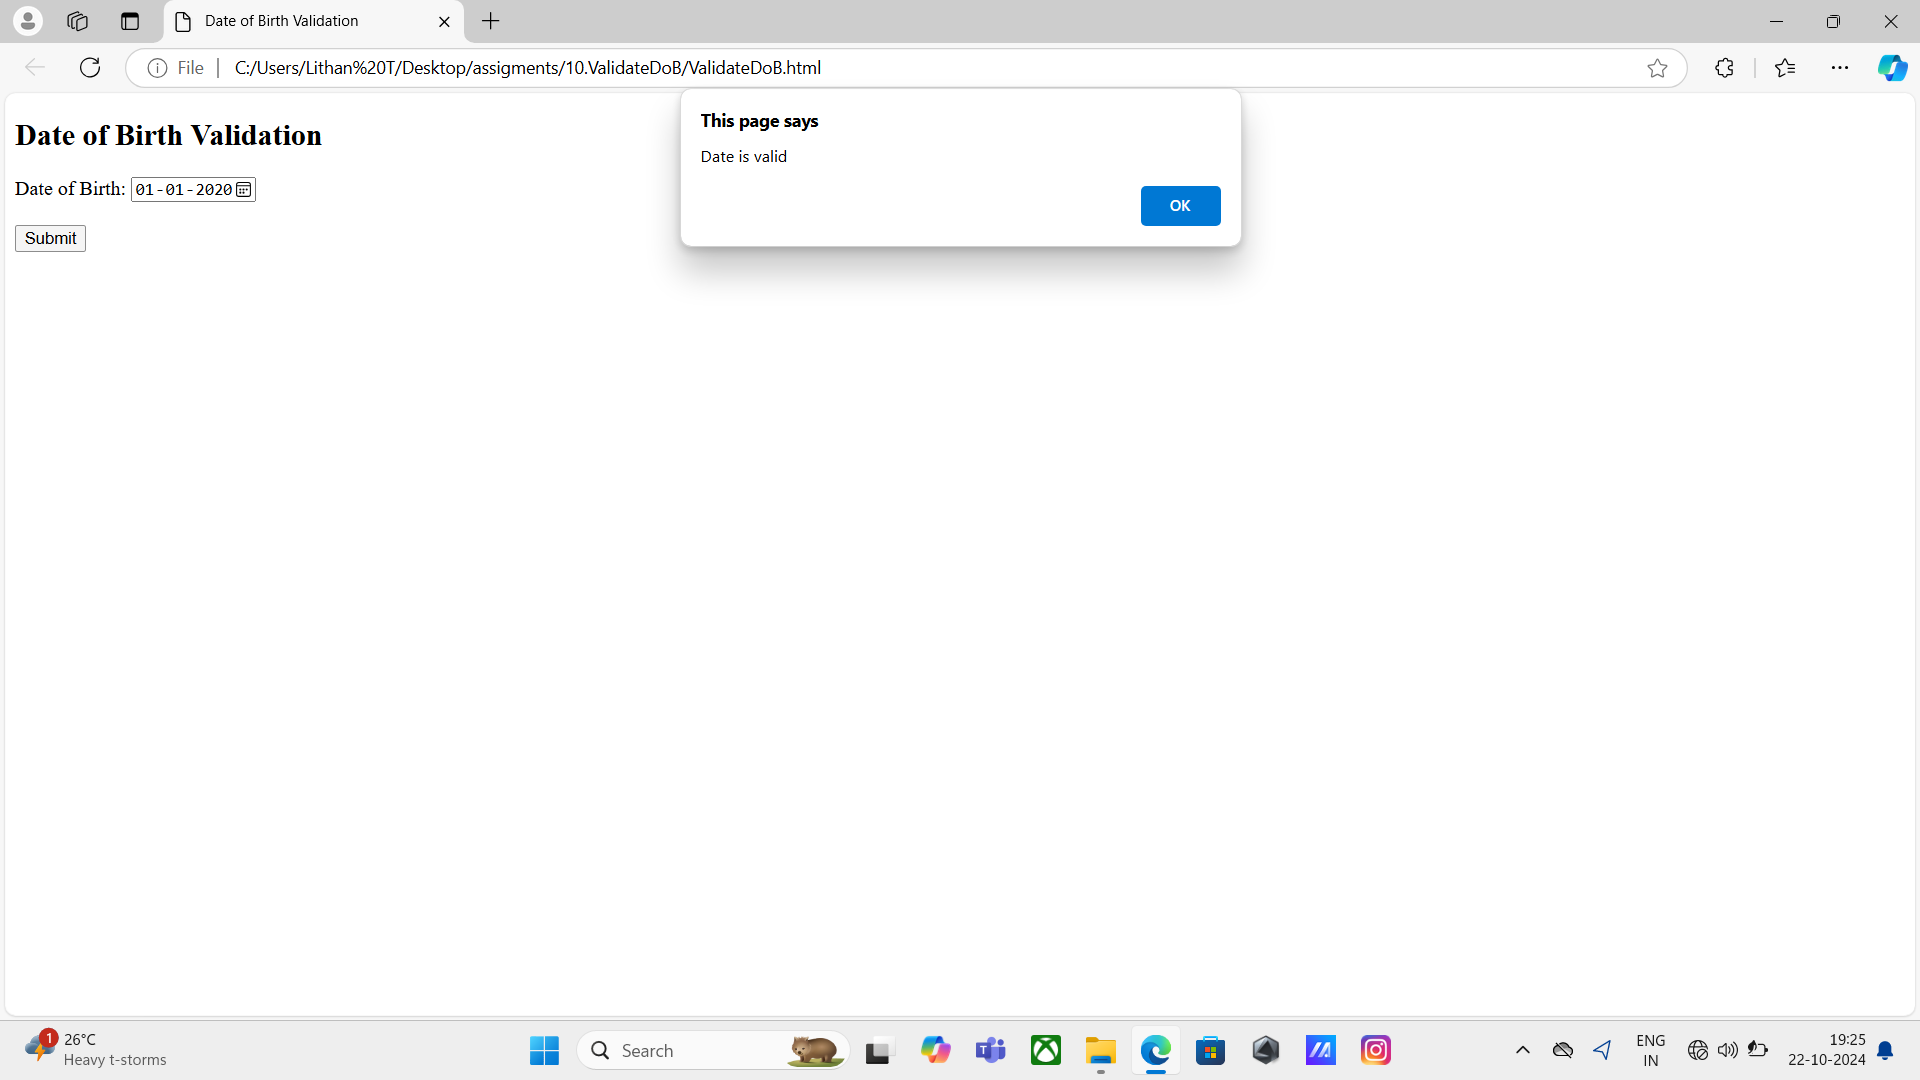 Date of Birth Validation
File
C:/Users/Lithan%20T/Desktop/assigments/10.ValidateDoB/ValidateDoB.html
This page says
Date is valid
OK
Date of Birth Validation
Date of Birth: 01-01-2020
Submit
1
26°C
Heavy t-storms
Search
ENG
IN
19:25
22-10-2024